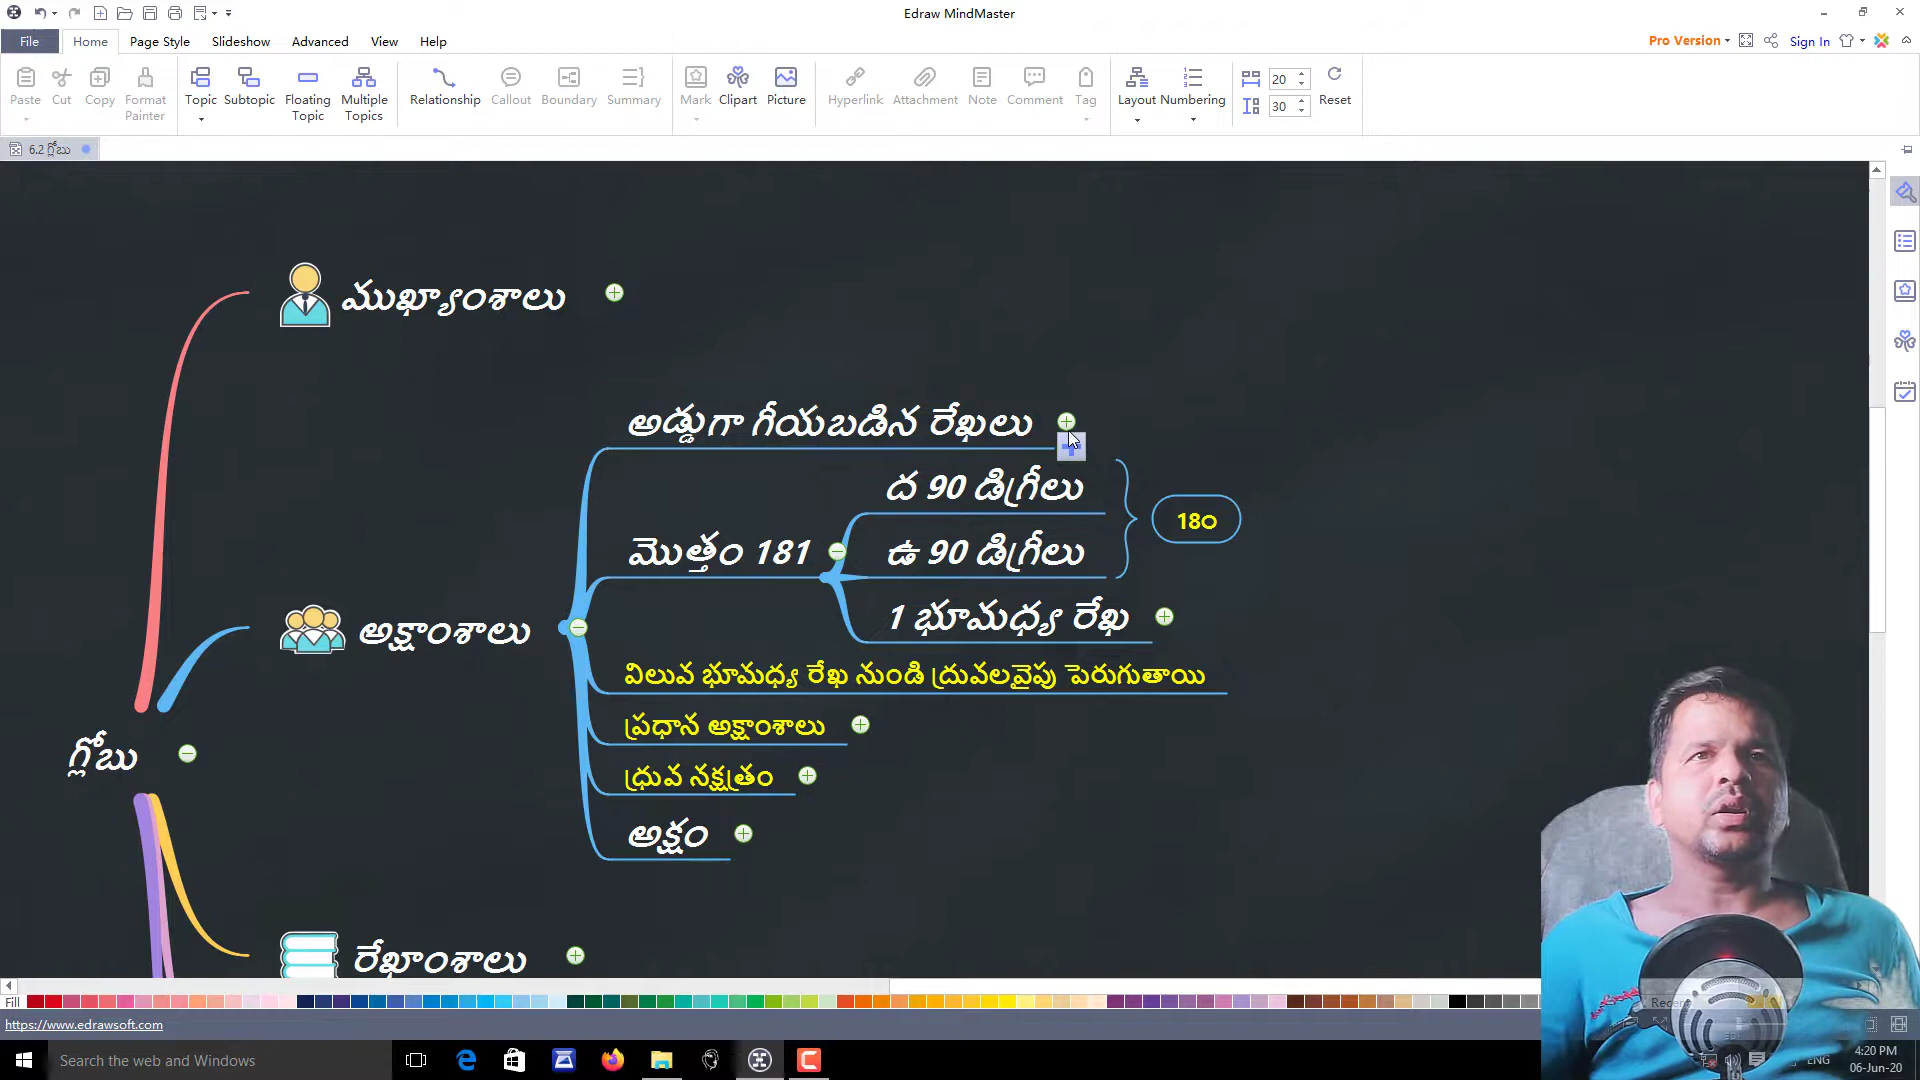 Edraw MindMaster
File Home Page Style Slideshow Advanced View Help
Pro Version Sign In
Paste Cut Copy Format Painter Topic Subtopic Floating Topic Multiple Topics Relationship Callout Boundary Summary Mark Clipart Picture Hyperlink Attachment Note Comment Tag Layout Numbering 20 30 Reset
6.2 గ్లోబు
ముఖ్యాంశాలు
అడ్డుగా గీయబడిన రేఖలు
ద 90 డిగ్రీలు
180
మొత్తం 181
ఉ 90 డిగ్రీలు
1 భూమధ్య రేఖ
అక్షాంశాలు
విలువ భూమధ్య రేఖ నుండి ద్రువలవైపు పెరుగుతాయి
ప్రధాన అక్షాంశాలు
గ్లోబు
ధ్రువ నక్షత్రం
అక్షం
రేఖాంశాలు
Fill
https://www.edrawsoft.com
Search the web and Windows
ENG
4:20 PM
06-Jun-20